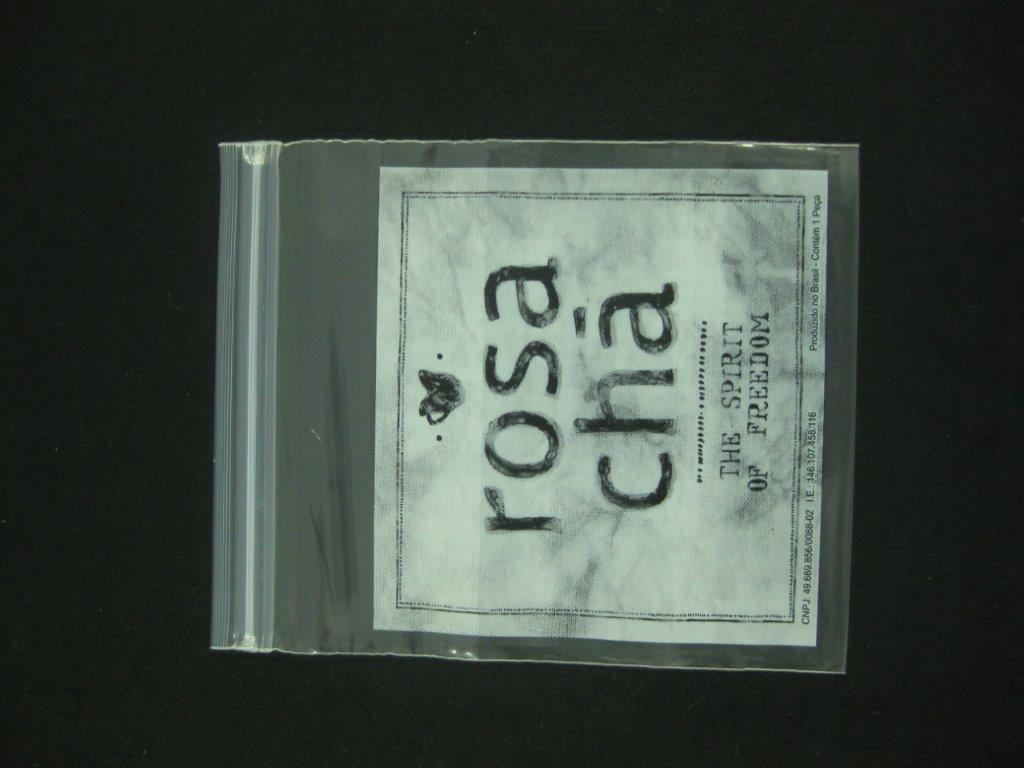 rosa
chá
THE SPIRIT
OF FREEDOM
CNPJ: 49.669.856/0088-02 I.E. 146.107.458.116 Produzido no Brasil - Contém 1 Peça